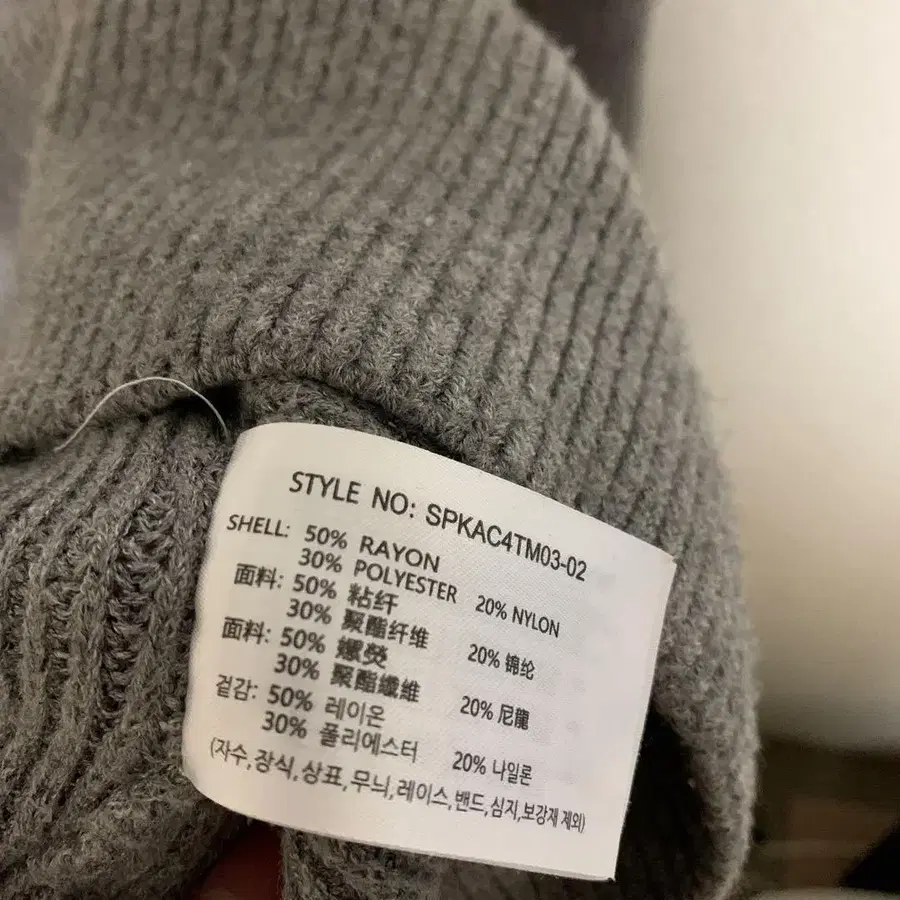 STYLE NO: SPKAC4TM03-02
SHELL: 50% RAYON
30% POLYESTER 20% NYLON
面料: 50% 粘纤
30% 聚酯纤维 20% 锦纶
面料: 50% 嫘熒
30% 聚酯纖維 20% 尼龍
겉감: 50% 레이온
30% 폴리에스터 20% 나일론
(자수,장식,상표,무늬,레이스,밴드,심지,보강재 제외)